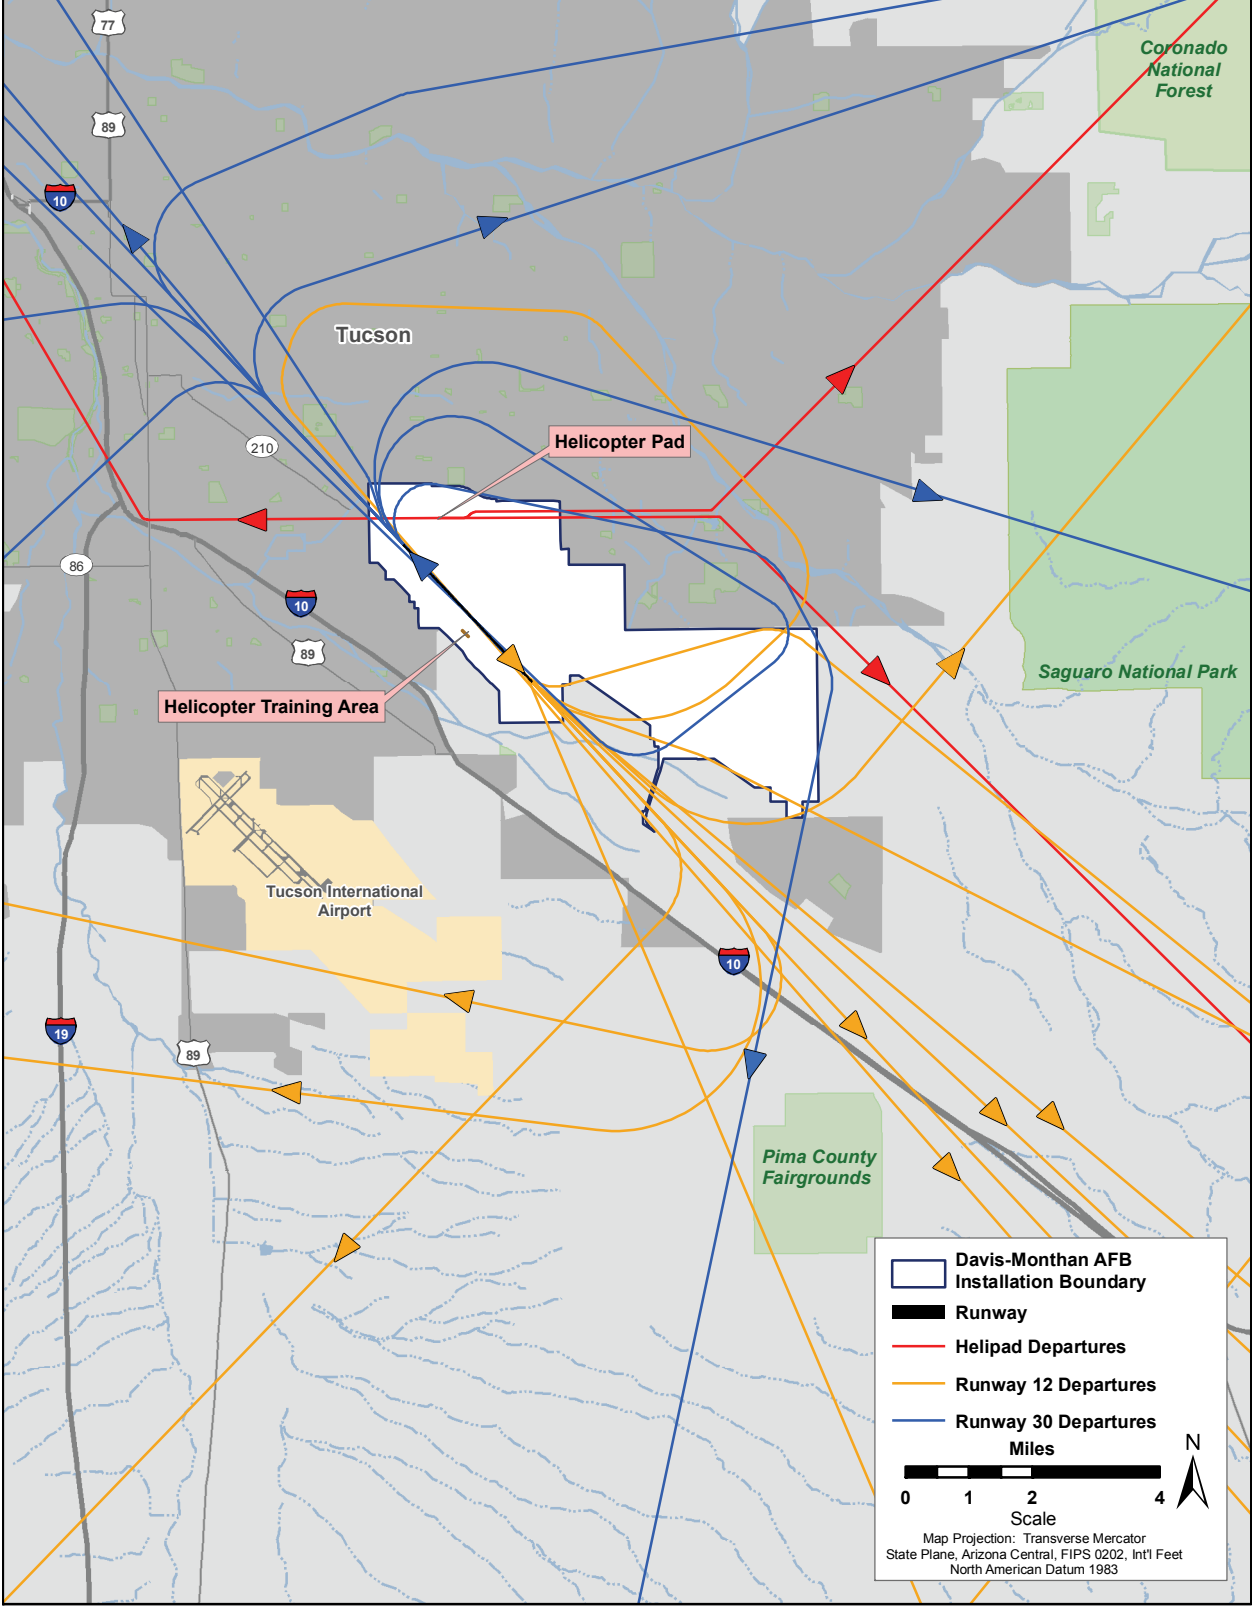 77
Coronado
National
Forest
89
10
Tucson
210
Helicopter Pad
86
10
89
Saguaro National Park
Helicopter Training Area
Tucson International
Airport
10
19
89
Pima County
Fairgrounds
Davis-Monthan AFB
Installation Boundary
Runway
Helipad Departures
Runway 12 Departures
Runway 30 Departures
Miles
N
0 1 2 4
Scale
Map Projection: Transverse Mercator
State Plane, Arizona Central, FIPS 0202, Int'l Feet
North American Datum 1983